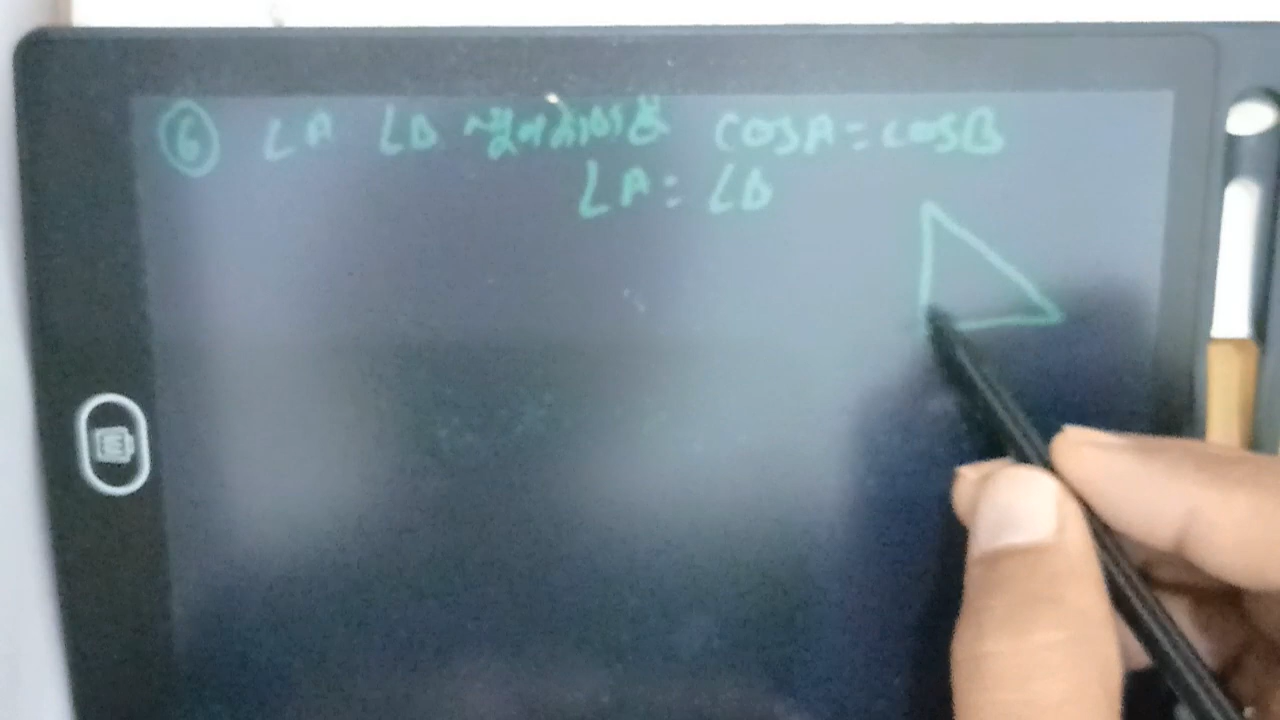 ⑥ ∠A ∠B cosA = cosB
∠A = ∠B